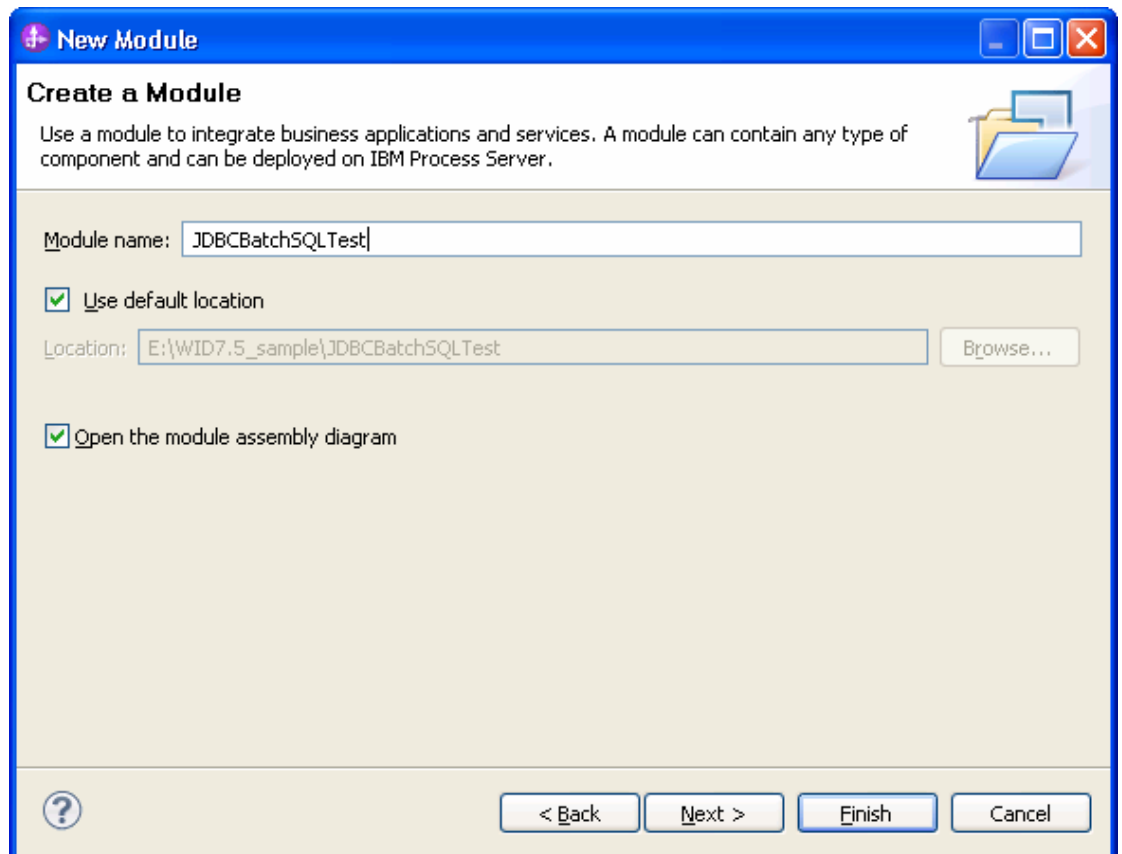 New Module
Create a Module
Use a module to integrate business applications and services. A module can contain any type of
component and can be deployed on IBM Process Server.
Module name: JDBCBatchSQLTest
Use default location
Location: E:\WID7.5_sample\JDBCBatchSQLTest Browse...
Open the module assembly diagram
? < Back Next > Finish Cancel